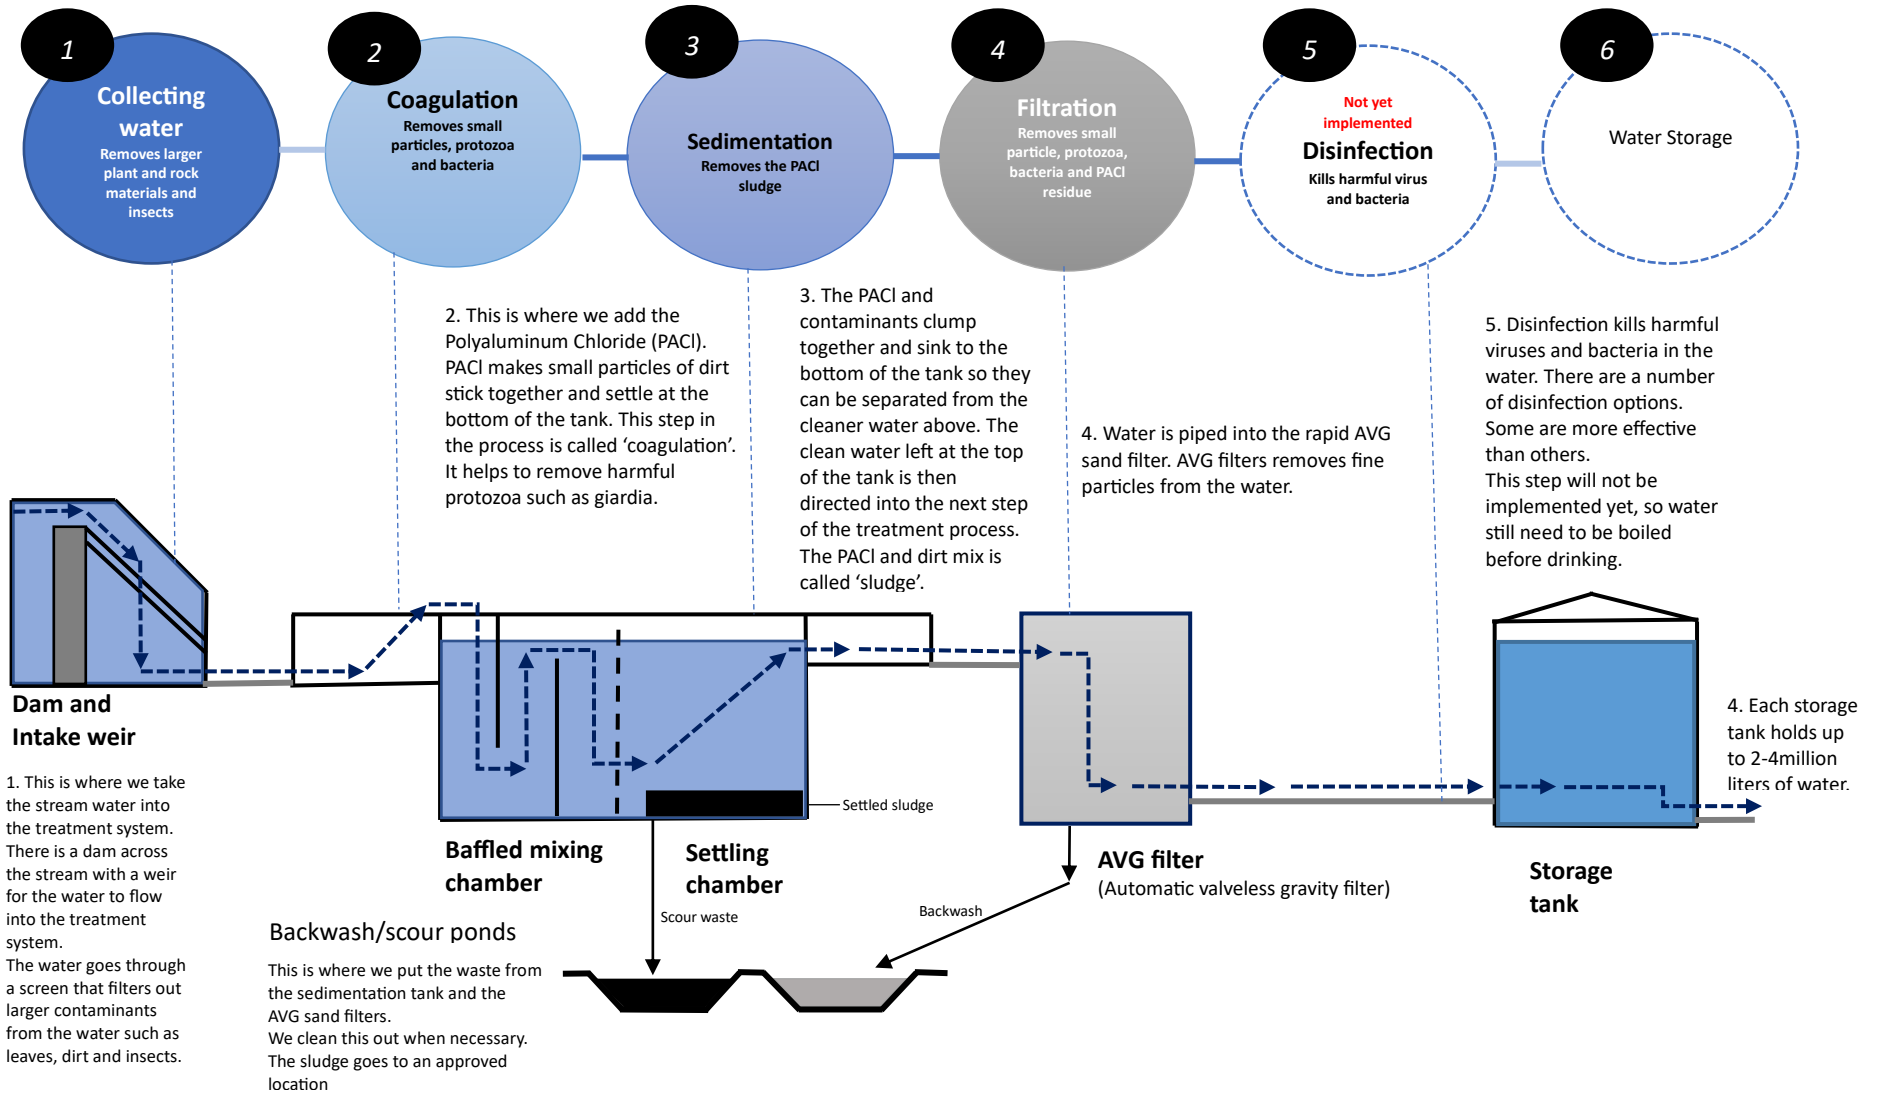 1
Collecting
water
Removes larger
plant and rock
materials and
insects
2
Coagulation
Removes small
particles, protozoa
and bacteria
3
Sedimentation
Removes the PACl
sludge
4
Filtration
Removes small
particle, protozoa,
bacteria and PACl
residue
5
Not yet
implemented
Disinfection
Kills harmful virus
and bacteria
6
Water Storage
2. This is where we add the
Polyaluminum Chloride (PACl).
PACl makes small particles of dirt
stick together and settle at the
bottom of the tank. This step in
the process is called ‘coagulation’.
It helps to remove harmful
protozoa such as giardia.
3. The PACl and
contaminants clump
together and sink to the
bottom of the tank so they
can be separated from the
cleaner water above. The
clean water left at the top
of the tank is then
directed into the next step
of the treatment process.
The PACl and dirt mix is
called ‘sludge’.
4. Water is piped into the rapid AVG
sand filter. AVG filters removes fine
particles from the water.
5. Disinfection kills harmful
viruses and bacteria in the
water. There are a number
of disinfection options.
Some are more effective
than others.
This step will not be
implemented yet, so water
still need to be boiled
before drinking.
Dam and
Intake weir
1. This is where we take
the stream water into
the treatment system.
There is a dam across
the stream with a weir
for the water to flow
into the treatment
system.
The water goes through
a screen that filters out
larger contaminants
from the water such as
leaves, dirt and insects.
Baffled mixing
chamber
Settling
chamber
Settled sludge
Scour waste
Backwash
AVG filter
(Automatic valveless gravity filter)
Storage
tank
4. Each storage
tank holds up
to 2-4million
liters of water.
Backwash/scour ponds
This is where we put the waste from
the sedimentation tank and the
AVG sand filters.
We clean this out when necessary.
The sludge goes to an approved
location